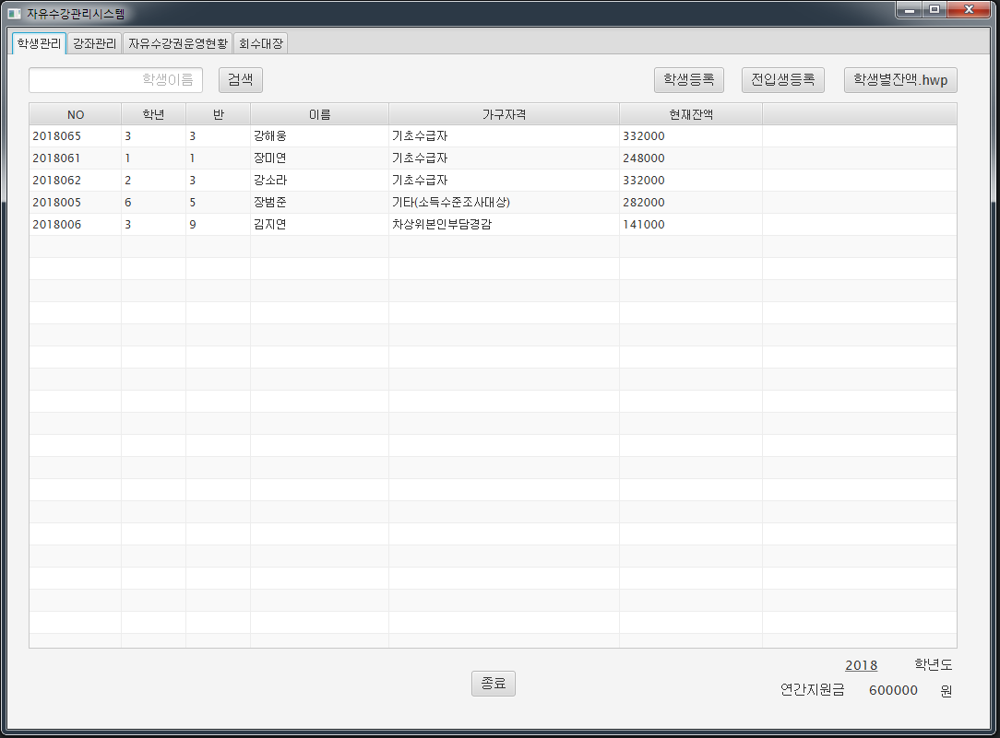 자유수강관리시스템
학생관리 강좌관리 자유수강권운영현황 회수대장
학생이름 검색 학생등록 전입생등록 학생별잔액.hwp
NO 학년 반 이름 가구자격 현재잔액
2018065 3 3 강해웅 기초수급자 332000
2018061 1 1 장미연 기초수급자 248000
2018062 2 3 강소라 기초수급자 332000
2018005 6 5 장범준 기타(소득수준조사대상) 282000
2018006 3 9 김지연 차상위본인부담경감 141000
2018 학년도
종료
연간지원금 600000 원